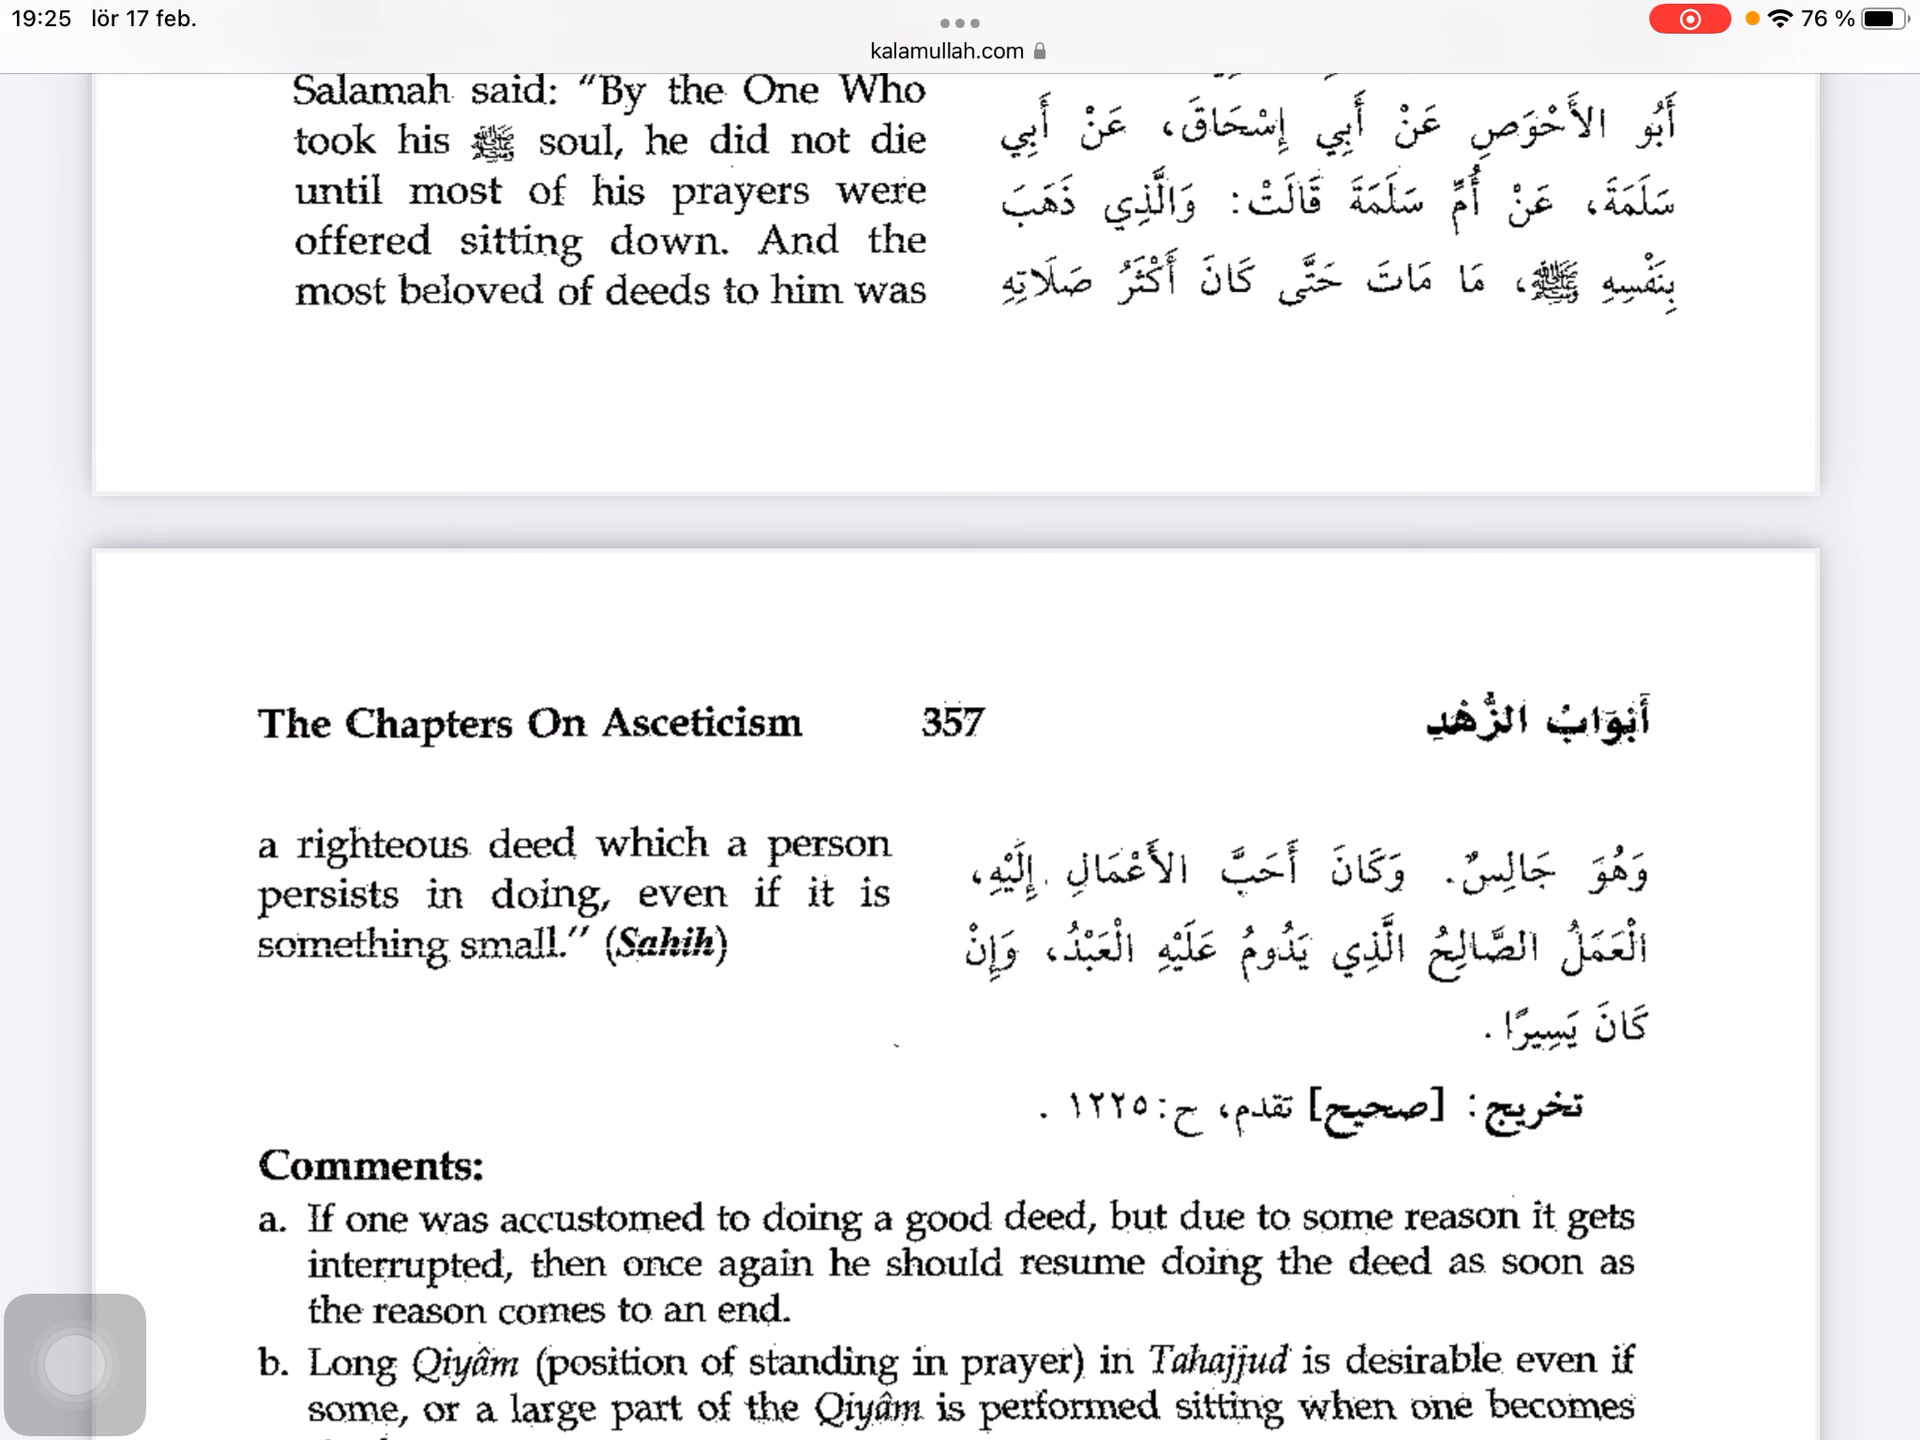 19:25 lör 17 feb.
76 %
kalamullah.com
Salamah said: "By the One Who
took his ﷺ soul, he did not die
until most of his prayers were
offered sitting down. And the
most beloved of deeds to him was
أَبُو الأَحْوَصِ عَنْ أَبِي إِسْحَاقَ، عَنْ أَبِي
سَلَمَةَ، عَنْ أُمِّ سَلَمَةَ قَالَتْ: وَالَّذِي ذَهَبَ
بِنَفْسِهِ ﷺ، مَا مَاتَ حَتَّى كَانَ أَكْثَرُ صَلَاتِهِ
The Chapters On Asceticism 357 أَبْوَابُ الزُّهْدِ
a righteous deed which a person
persists in doing, even if it is
something small." (Sahih)
وَهُوَ جَالِسٌ. وَكَانَ أَحَبَّ الأَعْمَالِ إِلَيْهِ،
الْعَمَلُ الصَّالِحُ الَّذِي يَدُومُ عَلَيْهِ الْعَبْدُ، وَإِنْ
كَانَ يَسِيرًا.
تخريج: [صحيح] تقدم، ح: ١٢٢٥.
Comments:
a. If one was accustomed to doing a good deed, but due to some reason it gets
interrupted, then once again he should resume doing the deed as soon as
the reason comes to an end.
b. Long Qiyâm (position of standing in prayer) in Tahajjud is desirable even if
some, or a large part of the Qiyâm is performed sitting when one becomes